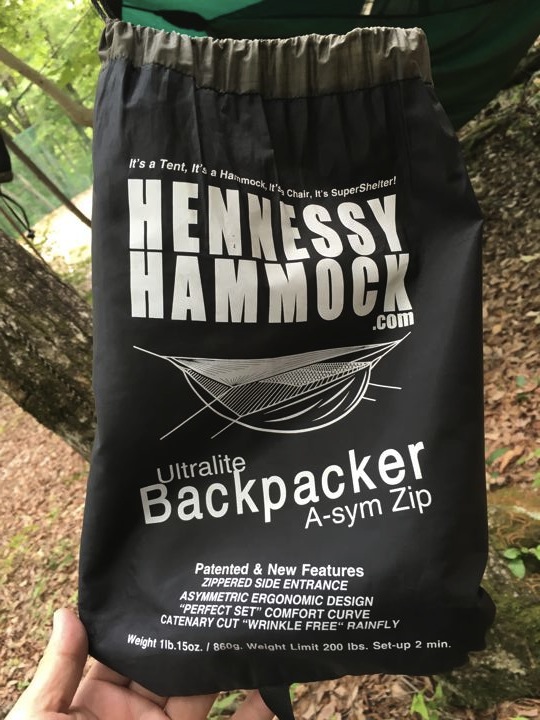 It's a Tent, It's a Hammock, It's a Chair, It's SuperShelter!
HENNESSY
HAMMOCK
.com
Ultralite
Backpacker
A-sym Zip
Patented & New Features
ZIPPERED SIDE ENTRANCE
ASYMMETRIC ERGONOMIC DESIGN
"PERFECT SET" COMFORT CURVE
CATENARY CUT "WRINKLE FREE" RAINFLY
Weight 1lb.15oz. / 860g. Weight Limit 200 lbs. Set-up 2 min.